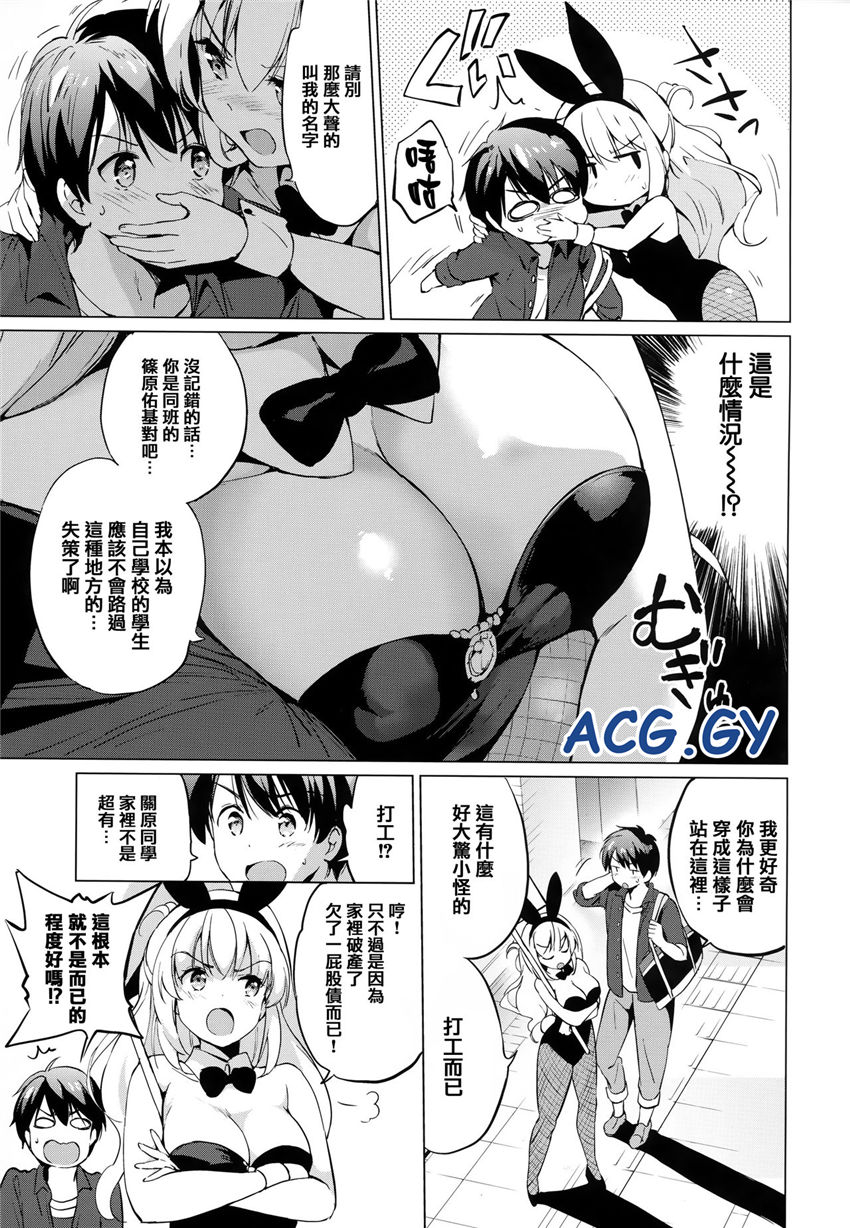 ぐいっ
唔咕
請別
那麼大聲的
叫我的名字
這是
什麼情況~~~!?
沒記錯的話…
你是同班的
篠原佑基對吧…
我本以為
自己學校的學生
應該不會路過
這種地方的…
失策了啊
むぎゅ
ACG.GY
我更好奇
你為什麼會
穿成這樣子
站在這裡…
這有什麼
好大驚小怪的
打工而已
打工!?
關原同學
家裡不是
超有…
哼!
只不過是因為
家裡破產了
欠了一屁股債而已!
這根本
就不是而已的
程度好嗎!?